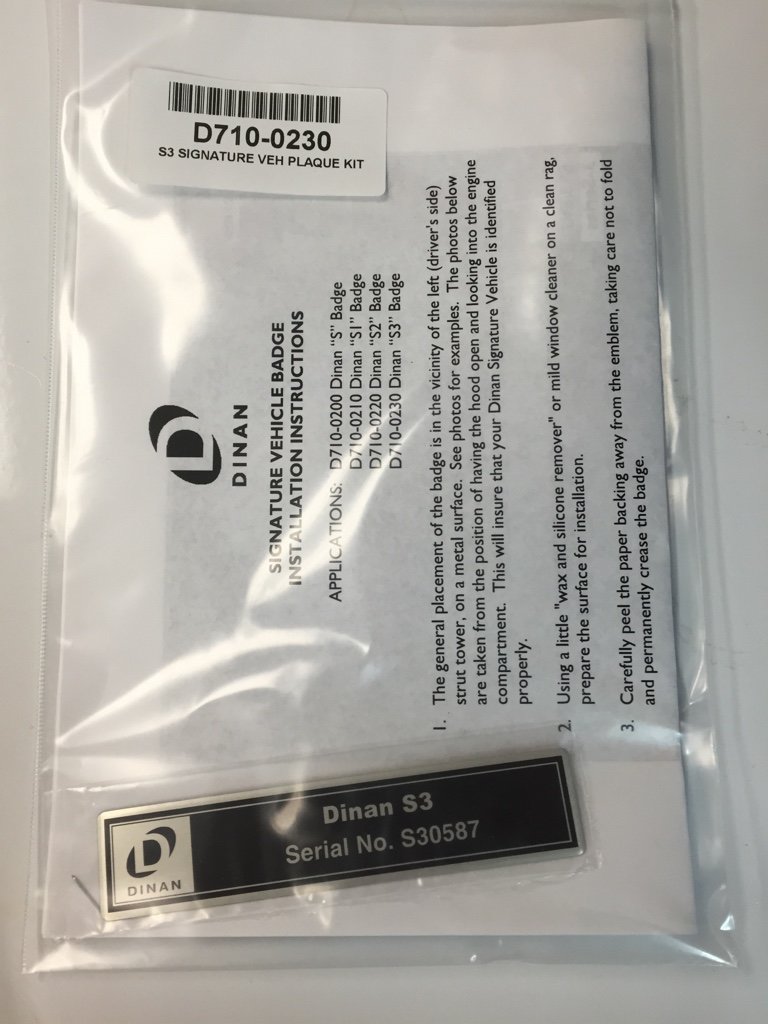 D710-0230
S3 SIGNATURE VEH PLAQUE KIT
DINAN
SIGNATURE VEHICLE BADGE
INSTALLATION INSTRUCTIONS
APPLICATIONS: D710-0200 Dinan "S" Badge
D710-0210 Dinan "S1" Badge
D710-0220 Dinan "S2" Badge
D710-0230 Dinan "S3" Badge
1. The general placement of the badge is in the vicinity of the left (driver's side)
strut tower, on a metal surface. See photos for examples. The photos below
are taken from the position of having the hood open and looking into the engine
compartment. This will insure that your Dinan Signature Vehicle is identified
properly.
2. Using a little "wax and silicone remover" or mild window cleaner on a clean rag,
prepare the surface for installation.
3. Carefully peel the paper backing away from the emblem, taking care not to fold
and permanently crease the badge.
DINAN
Dinan S3
Serial No. S30587